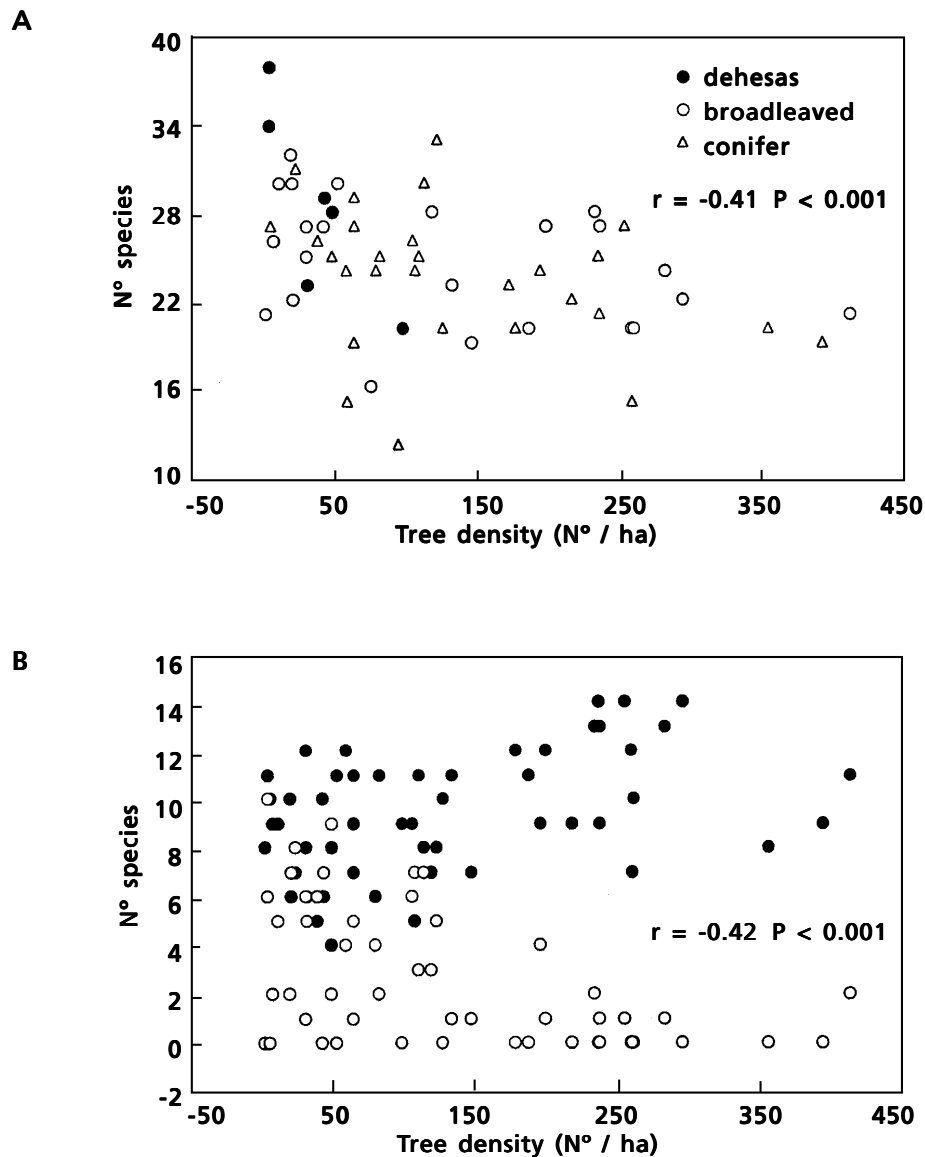 A
40
34
28
22
16
10
N° species
● dehesas
○ broadleaved
△ conifer
r = -0.41 P < 0.001
-50 50 150 250 350 450
Tree density (N° / ha)
B
16
14
12
10
8
6
4
2
0
-2
N° species
r = -0.42 P < 0.001
-50 50 150 250 350 450
Tree density (N° / ha)